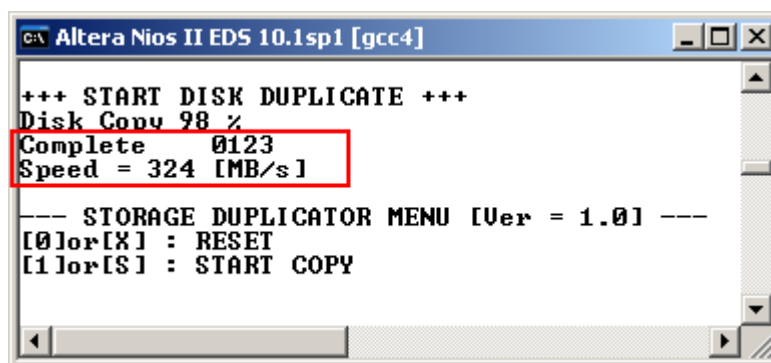 Altera Nios II EDS 10.1sp1 [gcc4]
+++ START DISK DUPLICATE +++
Disk Copy 98 %
Complete    0123
Speed = 324 [MB/s]
--- STORAGE DUPLICATOR MENU [Ver = 1.0] ---
[0]or[X] : RESET
[1]or[S] : START COPY